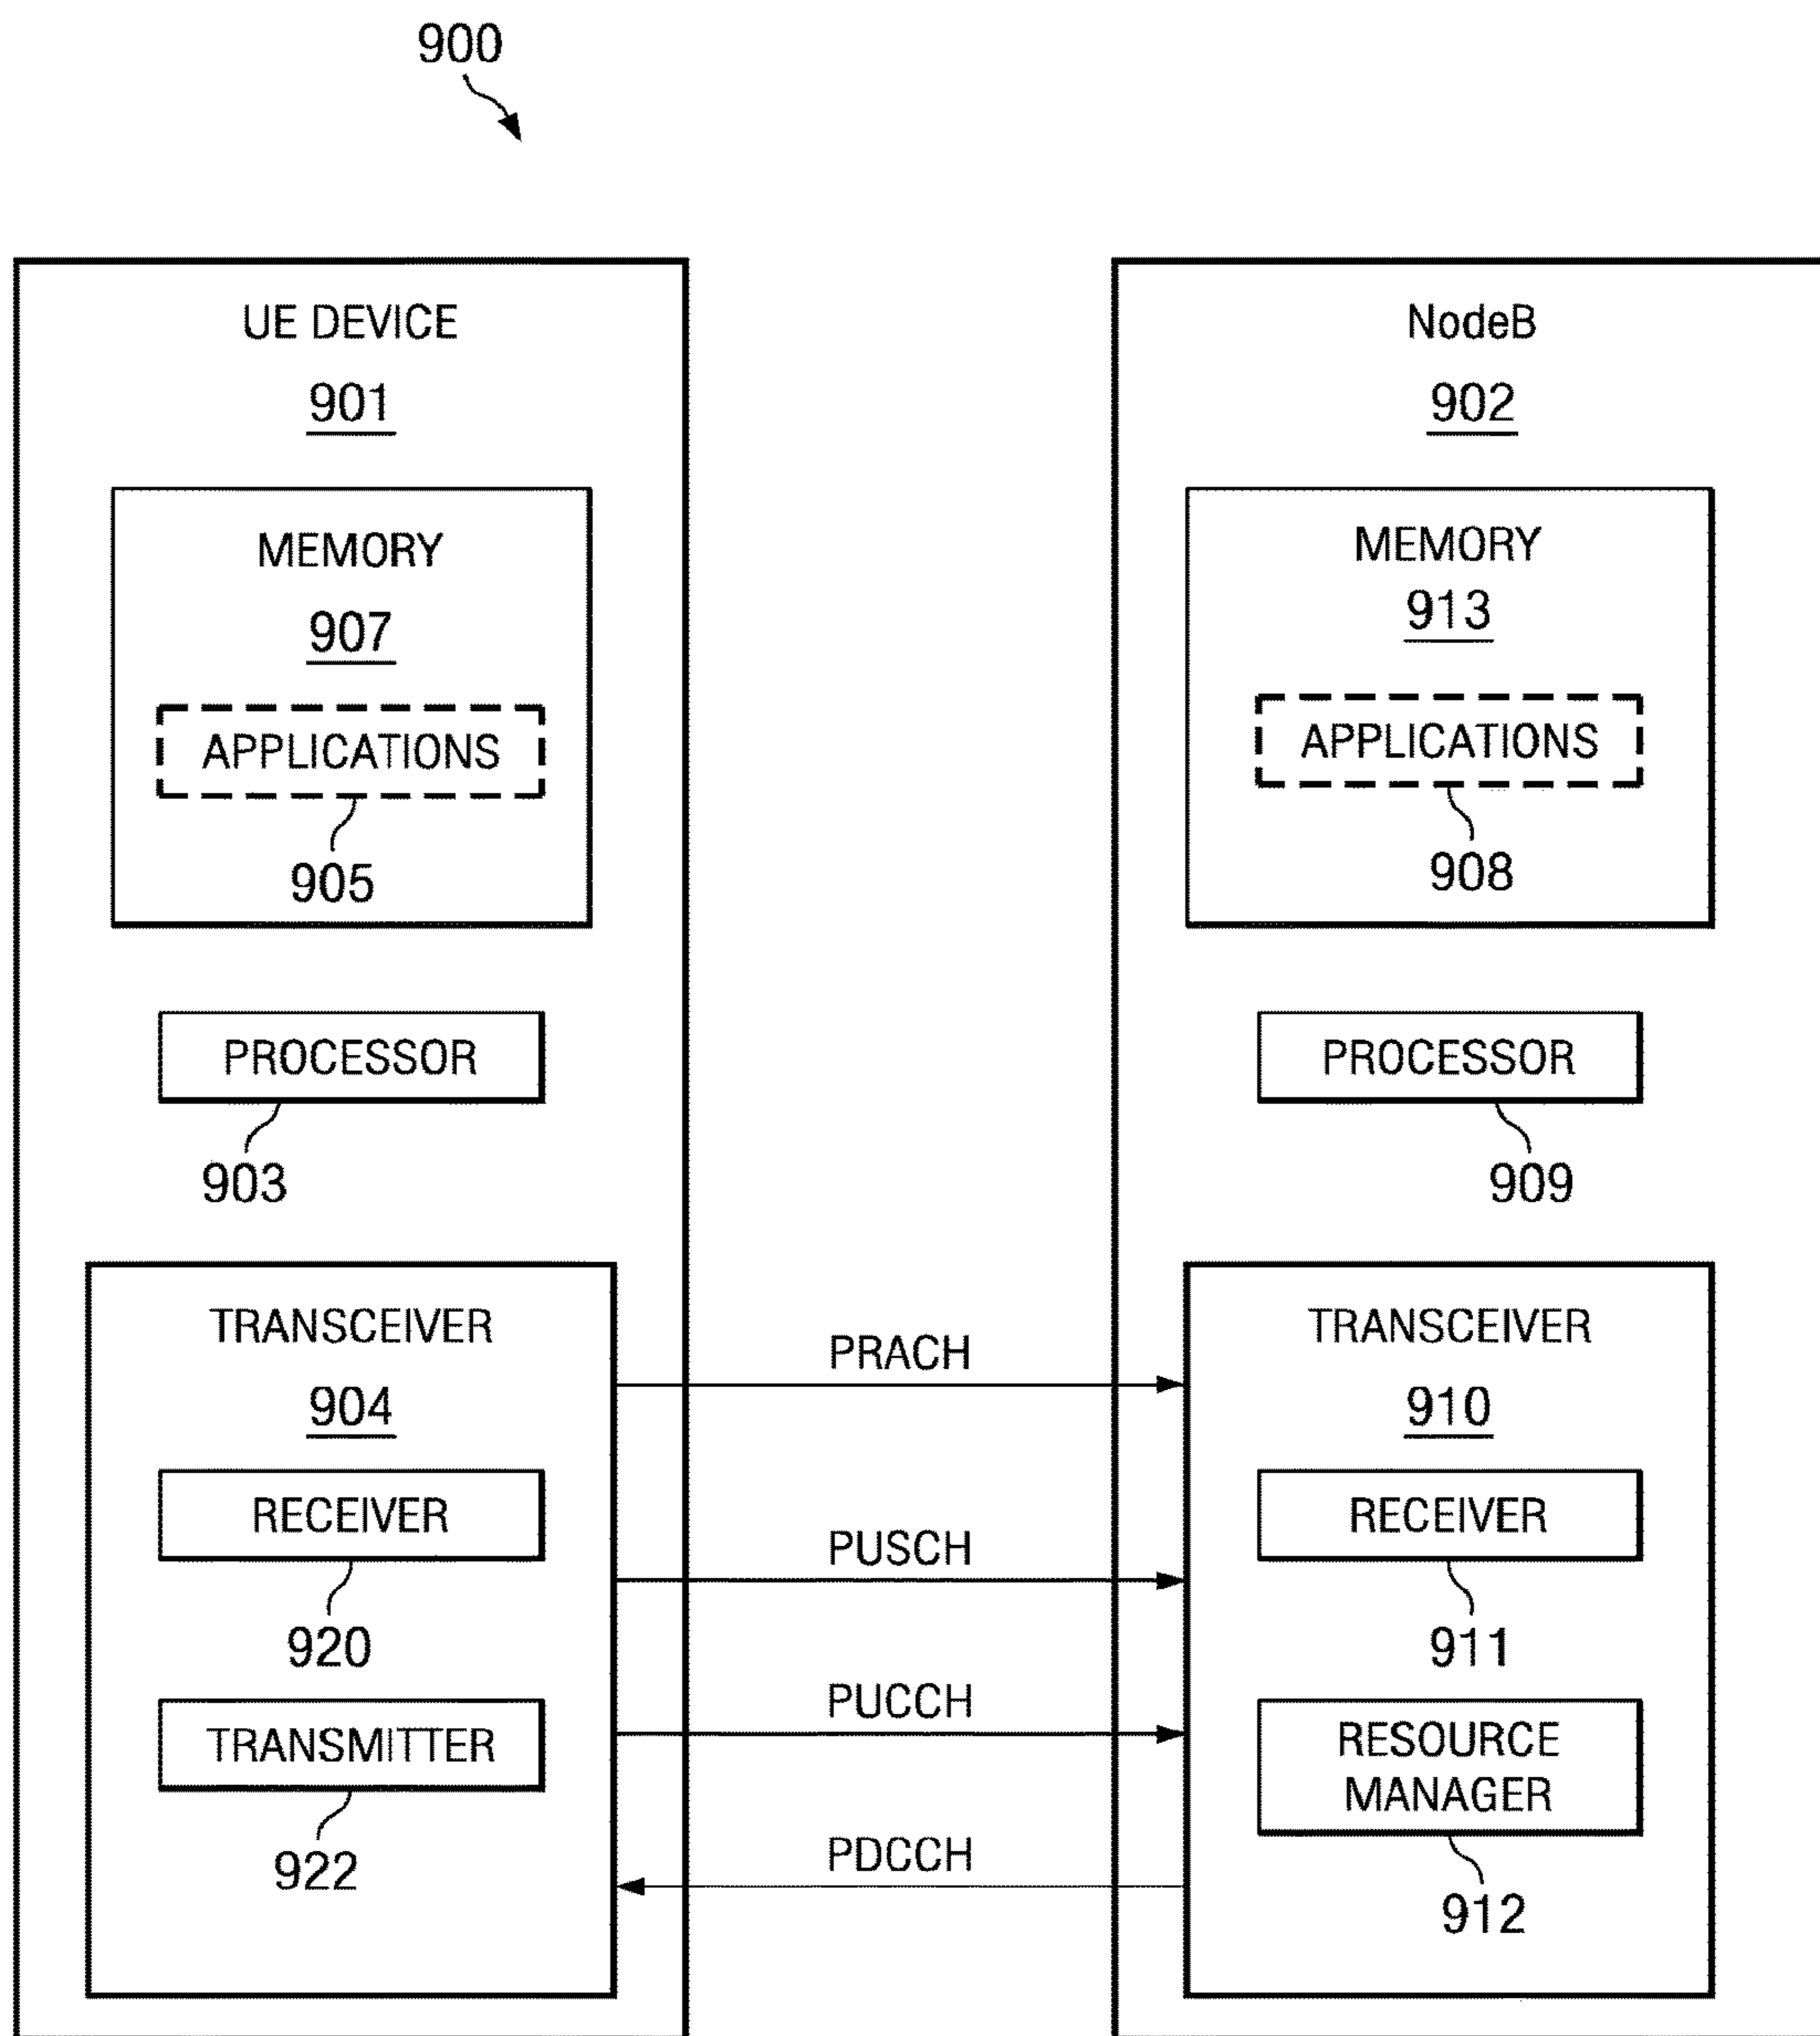 900
UE DEVICE
901
MEMORY
907
APPLICATIONS
905
PROCESSOR
903
TRANSCEIVER
904
RECEIVER
920
TRANSMITTER
922
PRACH
PUSCH
PUCCH
PDCCH
NodeB
902
MEMORY
913
APPLICATIONS
908
PROCESSOR
909
TRANSCEIVER
910
RECEIVER
911
RESOURCE
MANAGER
912